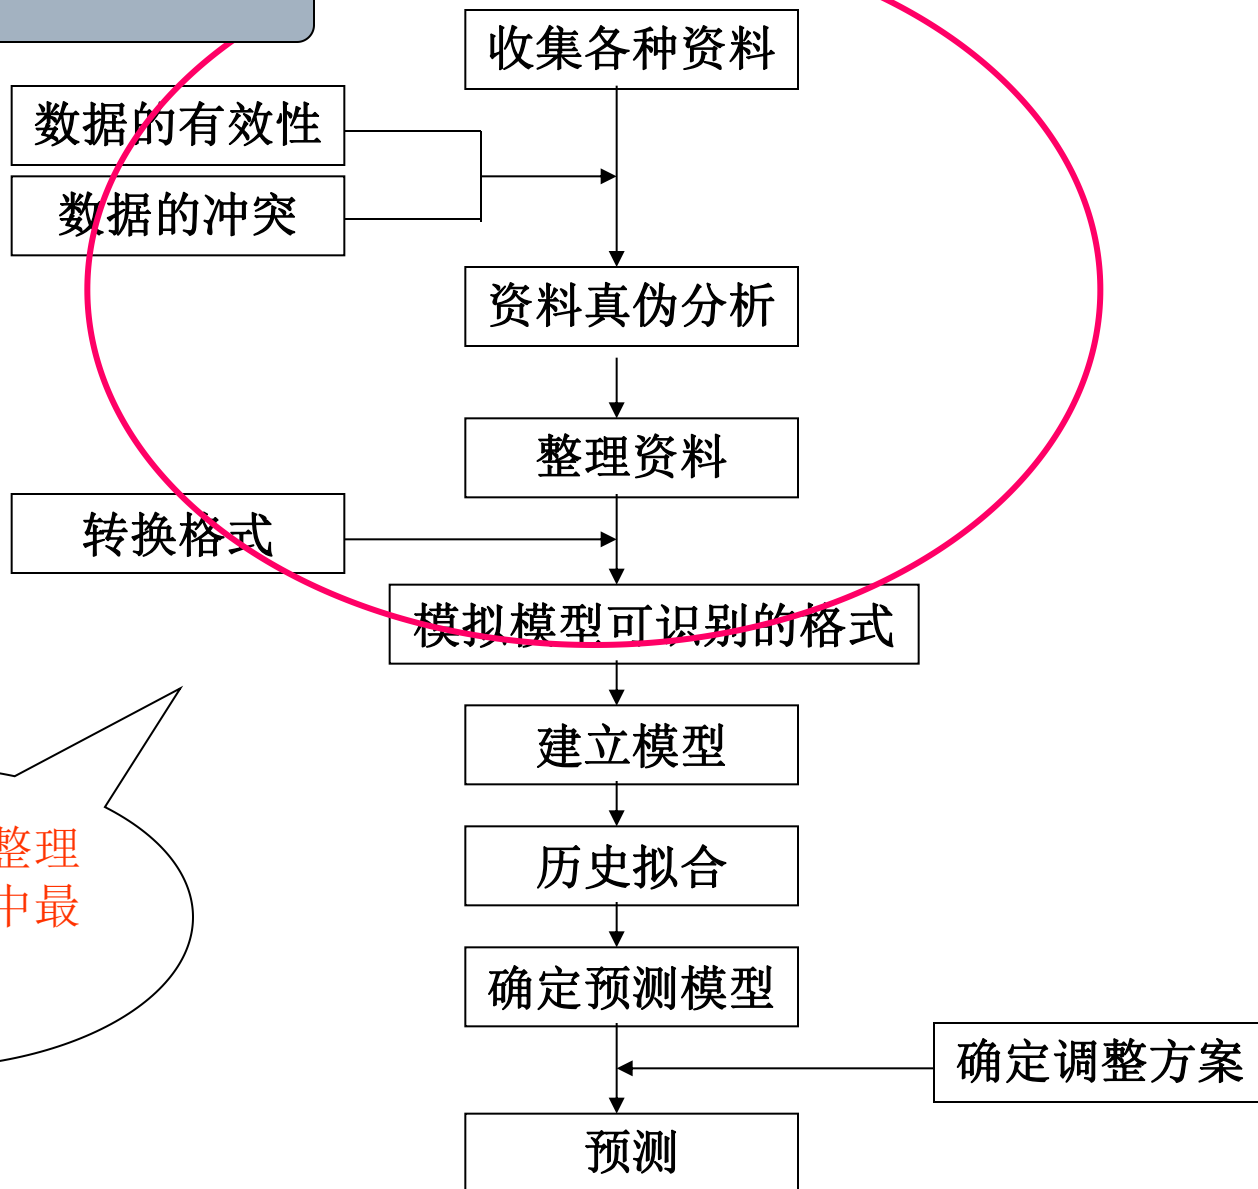 收集各种资料
数据的有效性
数据的冲突
资料真伪分析
整理资料
转换格式
模拟模型可识别的格式
建立模型
整理
中最
历史拟合
确定预测模型
确定调整方案
预测